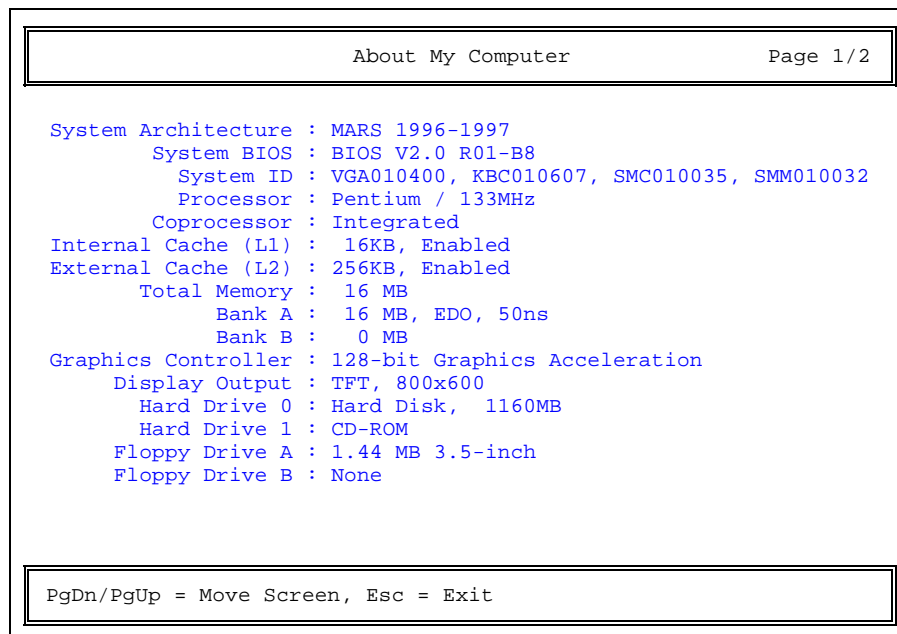 About My Computer Page 1/2
System Architecture : MARS 1996-1997
System BIOS : BIOS V2.0 R01-B8
System ID : VGA010400, KBC010607, SMC010035, SMM010032
Processor : Pentium / 133MHz
Coprocessor : Integrated
Internal Cache (L1) : 16KB, Enabled
External Cache (L2) : 256KB, Enabled
Total Memory : 16 MB
Bank A : 16 MB, EDO, 50ns
Bank B : 0 MB
Graphics Controller : 128-bit Graphics Acceleration
Display Output : TFT, 800x600
Hard Drive 0 : Hard Disk, 1160MB
Hard Drive 1 : CD-ROM
Floppy Drive A : 1.44 MB 3.5-inch
Floppy Drive B : None
PgDn/PgUp = Move Screen, Esc = Exit